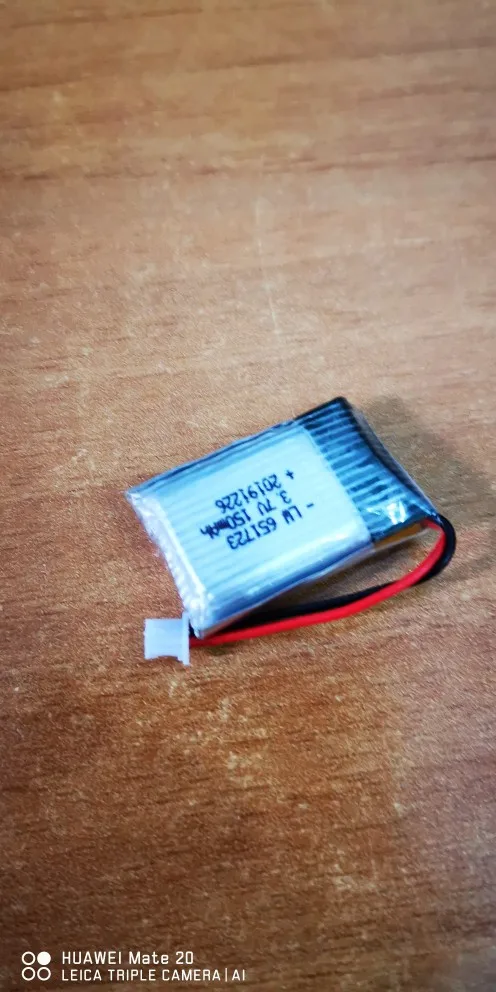 - LW 651723
3.7V 150mAh
+ 20191226
HUAWEI Mate 20
LEICA TRIPLE CAMERA | AI